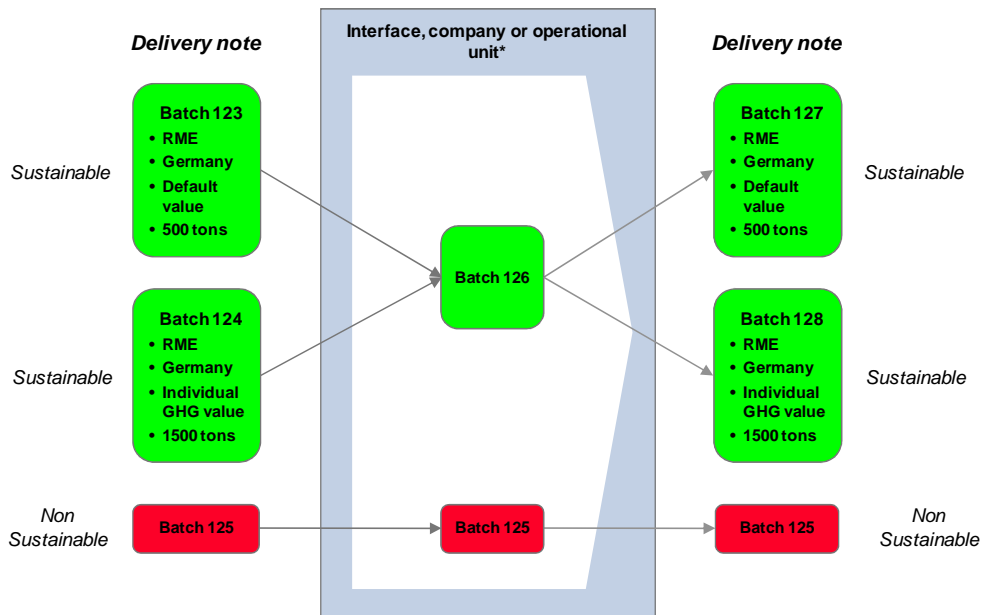 Delivery note
Interface, company or operational
unit*
Delivery note
Sustainable
Batch 123
• RME
• Germany
• Default
value
• 500 tons
Batch 127
• RME
• Germany
• Default
value
• 500 tons
Sustainable
Batch 126
Sustainable
Batch 124
• RME
• Germany
• Individual
GHG value
• 1500 tons
Batch 128
• RME
• Germany
• Individual
GHG value
• 1500 tons
Sustainable
Non
Sustainable
Batch 125
Batch 125
Batch 125
Non
Sustainable